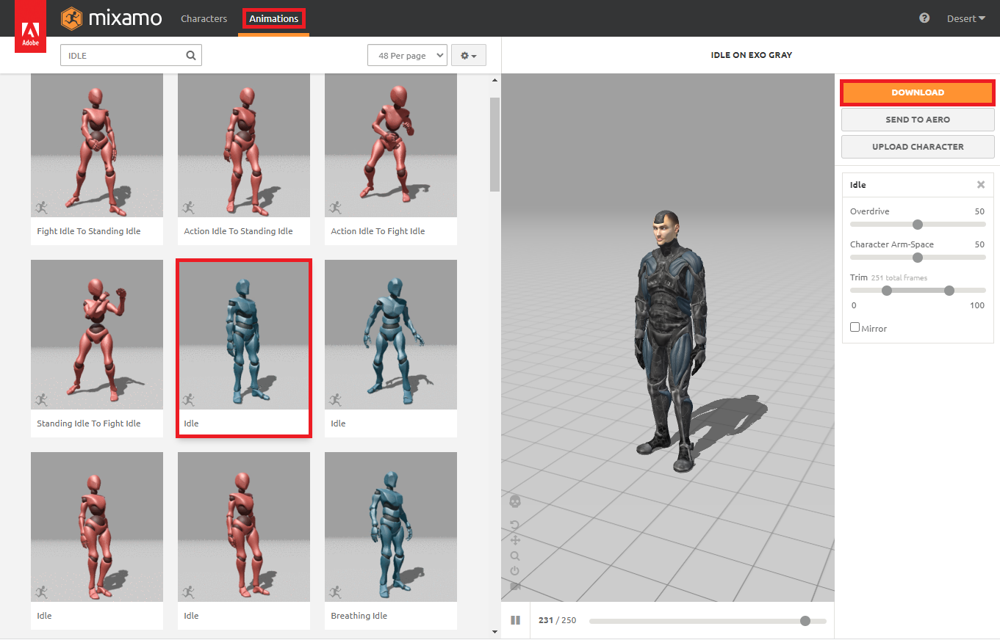 Adobe
mixamo
Characters
Animations
Desert
IDLE
48 Per page
IDLE ON EXO GRAY
Fight Idle To Standing Idle
Action Idle To Standing Idle
Action Idle To Fight Idle
Standing Idle To Fight Idle
Idle
Idle
Idle
Idle
Breathing Idle
231 / 250
DOWNLOAD
SEND TO AERO
UPLOAD CHARACTER
Idle
Overdrive 50
Character Arm-Space 50
Trim 251 total frames
0 100
Mirror